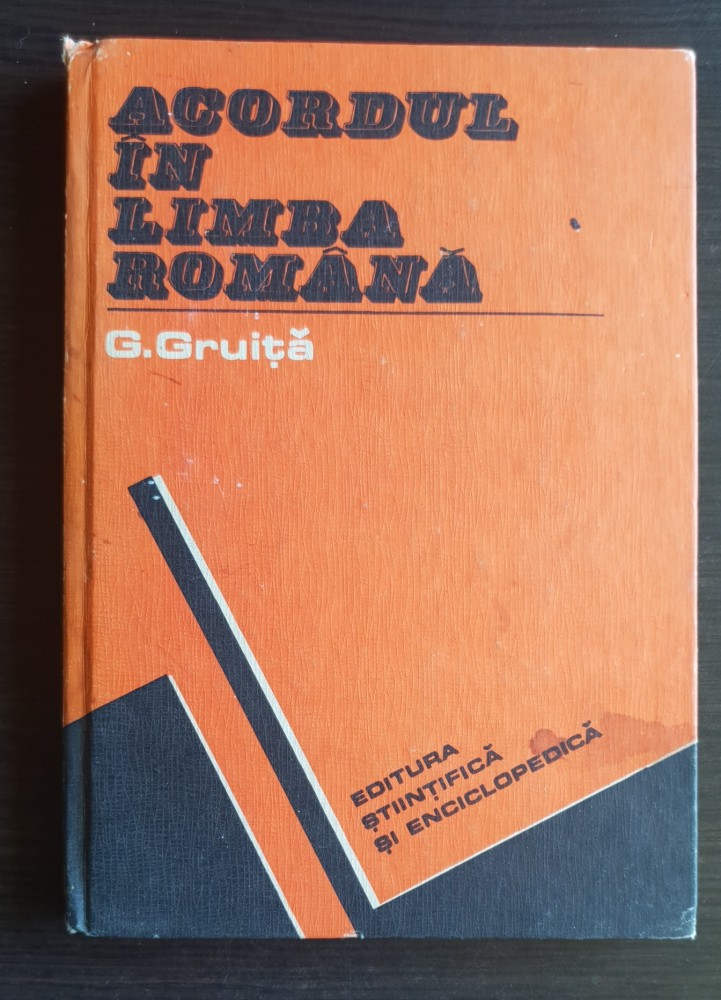 ACORDUL
ÎN
LIMBA
ROMÂNĂ
G.Gruiță
EDITURA
ȘTIINȚIFICĂ
ȘI ENCICLOPEDICĂ